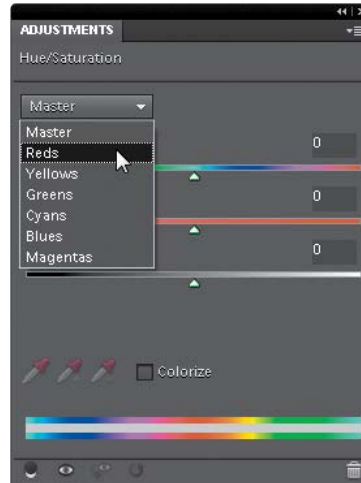 ADJUSTMENTS
Hue/Saturation
Master
Master
Reds
Yellows
Greens
Cyans
Blues
Magentas
0
0
0
Colorize